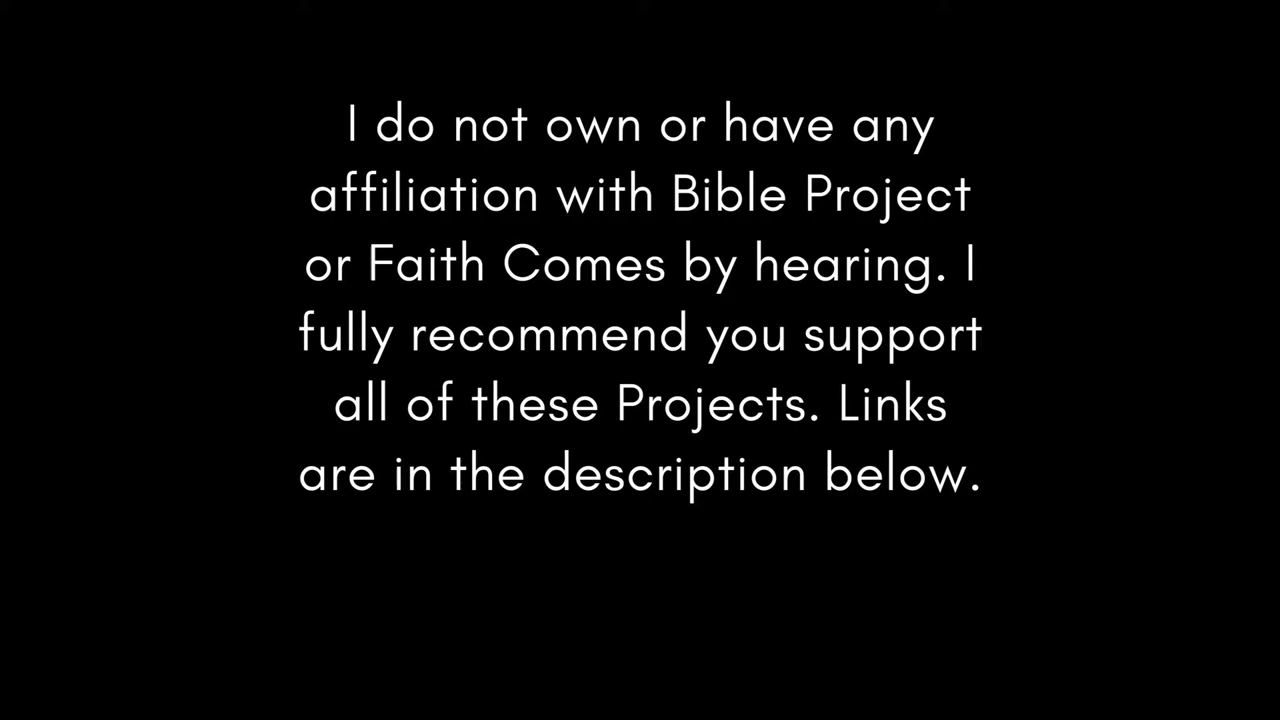 I do not own or have any
affiliation with Bible Project
or Faith Comes by hearing. I
fully recommend you support
all of these Projects. Links
are in the description below.